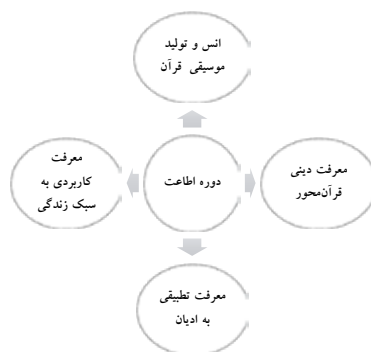 انس و تولید
موسیقی قرآن
معرفت دینی
قرآن‌محور
دوره اطاعت
معرفت
کاربردی به
سبک زندگی
معرفت تطبیقی
به ادیان